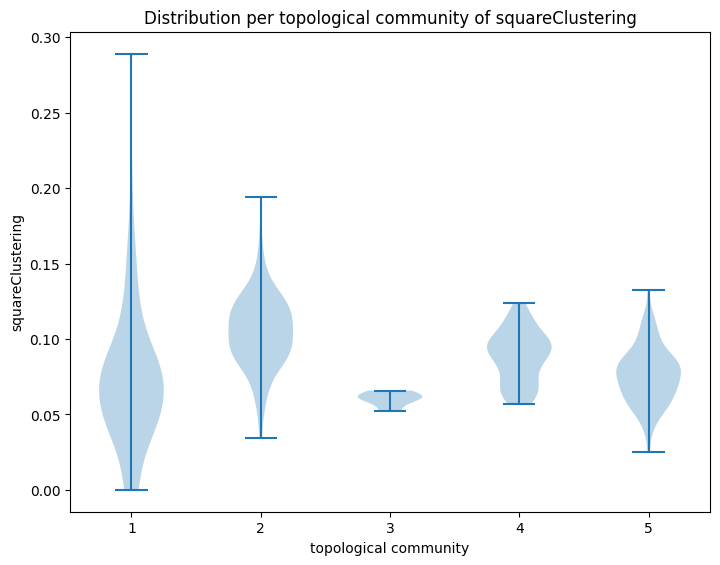 Distribution per topological community of squareClustering
0.30
0.25
0.20
0.15
0.10
0.05
0.00
squareClustering
1 2 3 4 5
topological community